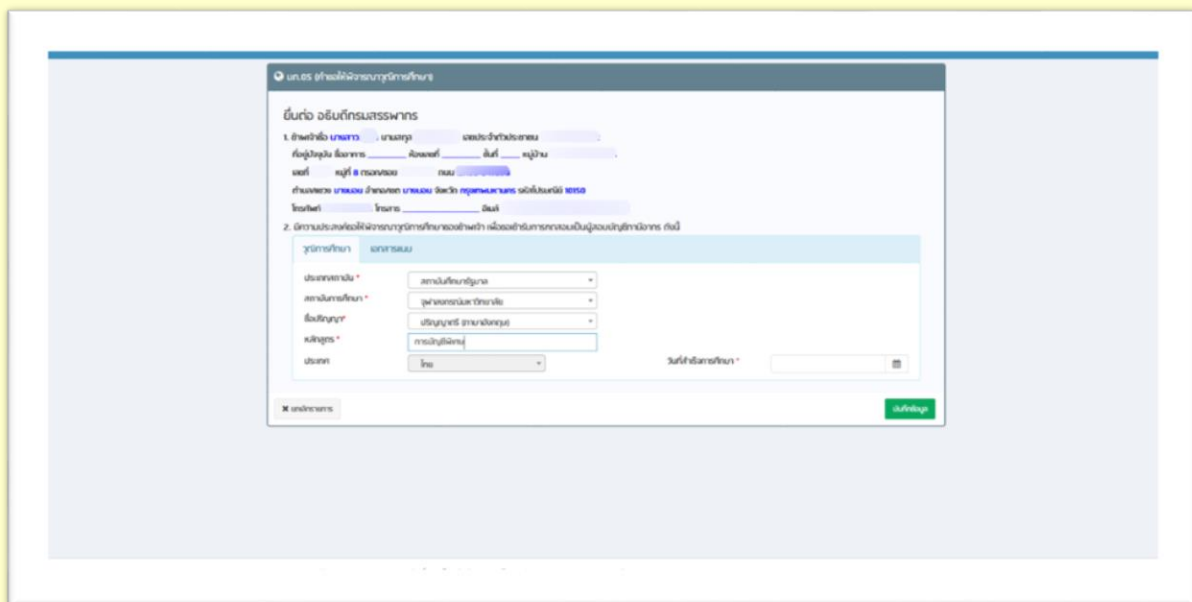 บภ.05 (คำขอให้พิจารณาวุฒิการศึกษา)
ยื่นต่อ อธิบดีกรมสรรพากร
1. ข้าพเจ้าชื่อ นางสาว นามสกุล เลขประจำตัวประชาชน
ที่อยู่ปัจจุบัน ชื่ออาคาร ห้องเลขที่ ชั้นที่ หมู่บ้าน
เลขที่ หมู่ที่ 8 ตรอก/ซอย ถนน
ตำบล/แขวง บางบอน อำเภอ/เขต บางบอน จังหวัด กรุงเทพมหานคร รหัสไปรษณีย์ 10150
โทรศัพท์ โทรสาร อีเมล์
2. มีความประสงค์ขอให้พิจารณาวุฒิการศึกษาของข้าพเจ้า เพื่อขอเข้ารับการทดสอบเป็นผู้สอบบัญชีภาษีอากร ดังนี้
วุฒิการศึกษา เอกสารแนบ
ประเภทสถาบัน * สถาบันศึกษารัฐบาล
สถาบันการศึกษา * จุฬาลงกรณ์มหาวิทยาลัย
ชื่อปริญญา* ปริญญาตรี (ภาษาอังกฤษ)
หลักสูตร * การบัญชีพิเศษ
ประเทศ ไทย วันที่สำเร็จการศึกษา *
ยกเลิกรายการ บันทึกข้อมูล